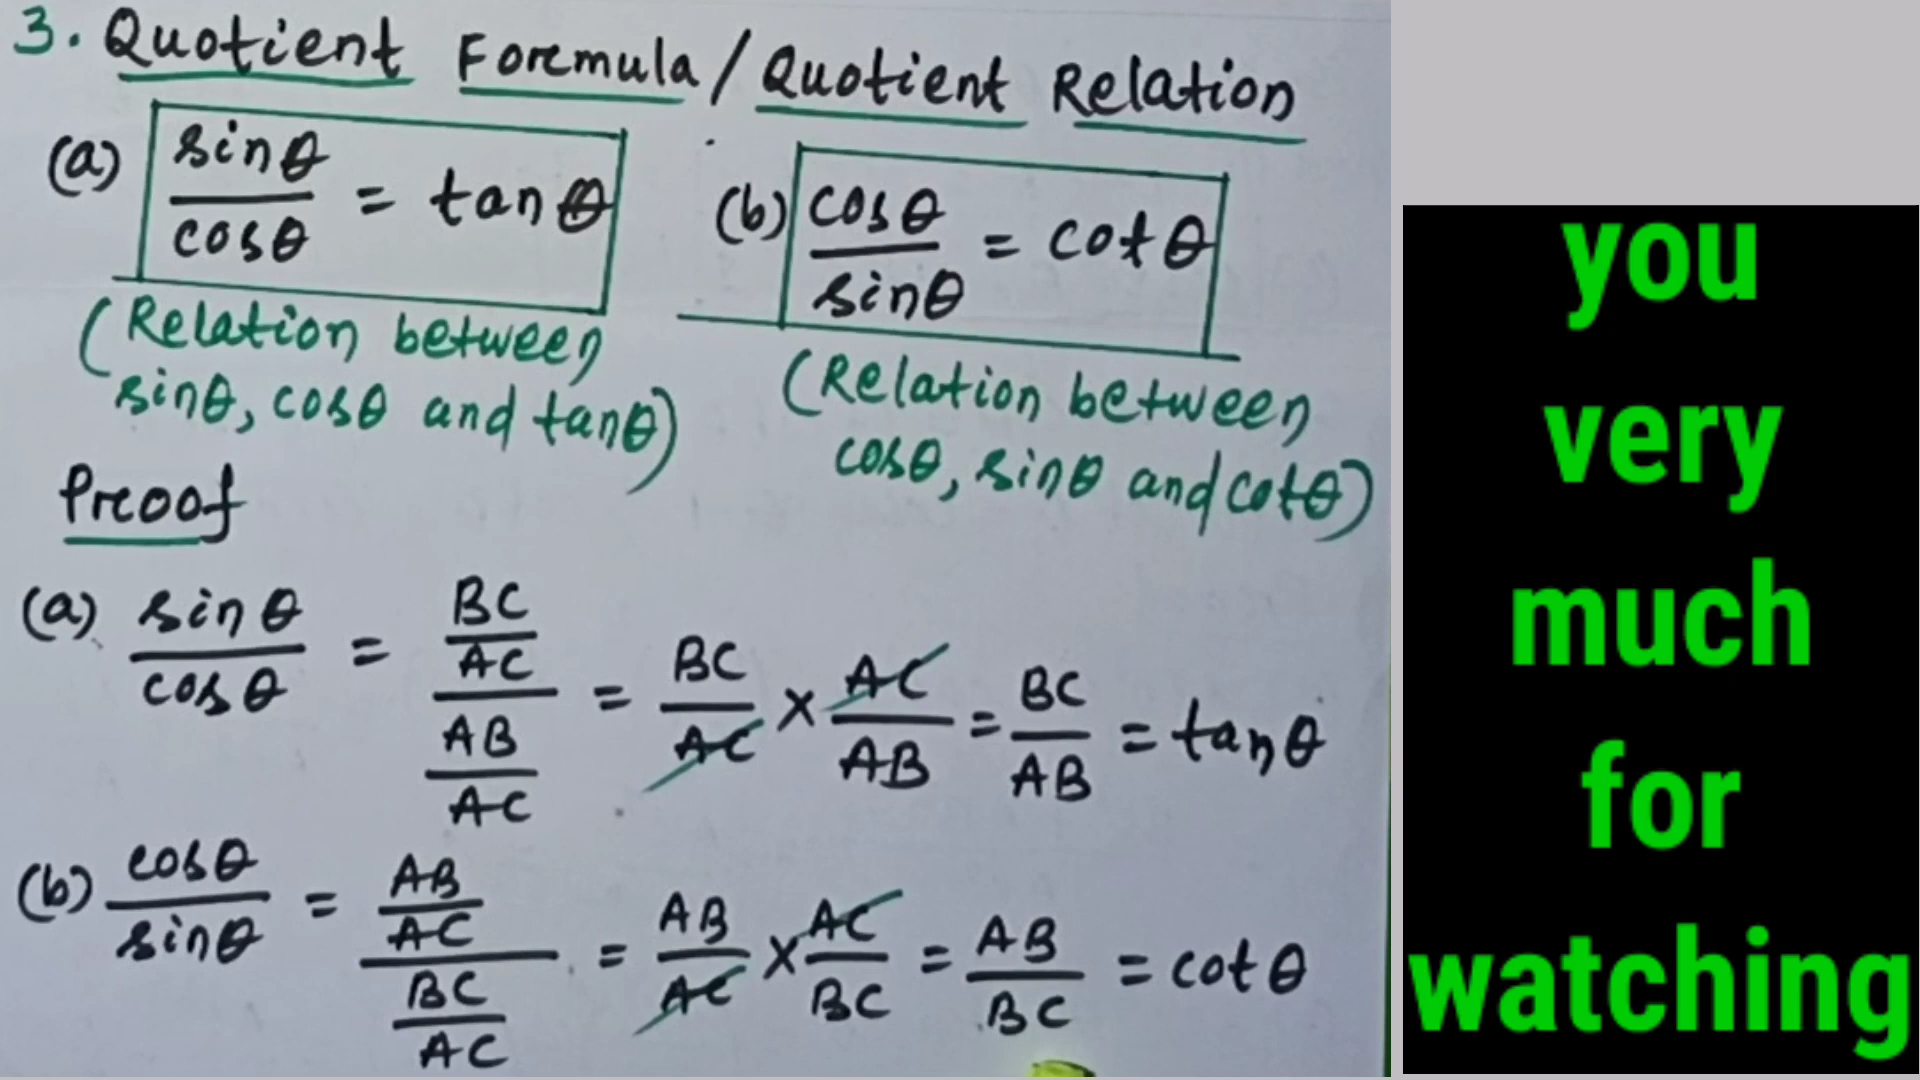 3. Quotient Formula / Quotient Relation
(a) sinθ/cosθ = tanθ (b) cosθ/sinθ = cotθ
(Relation between
sinθ, cosθ and tanθ)
(Relation between
cosθ, sinθ and cotθ)
Proof
(a) sinθ/cosθ = (BC/AC)/(AB/AC) = BC/AC × AC/AB = BC/AB = tanθ
(b) cosθ/sinθ = (AB/AC)/(BC/AC) = AB/AC × AC/BC = AB/BC = cotθ
you
very
much
for
watching